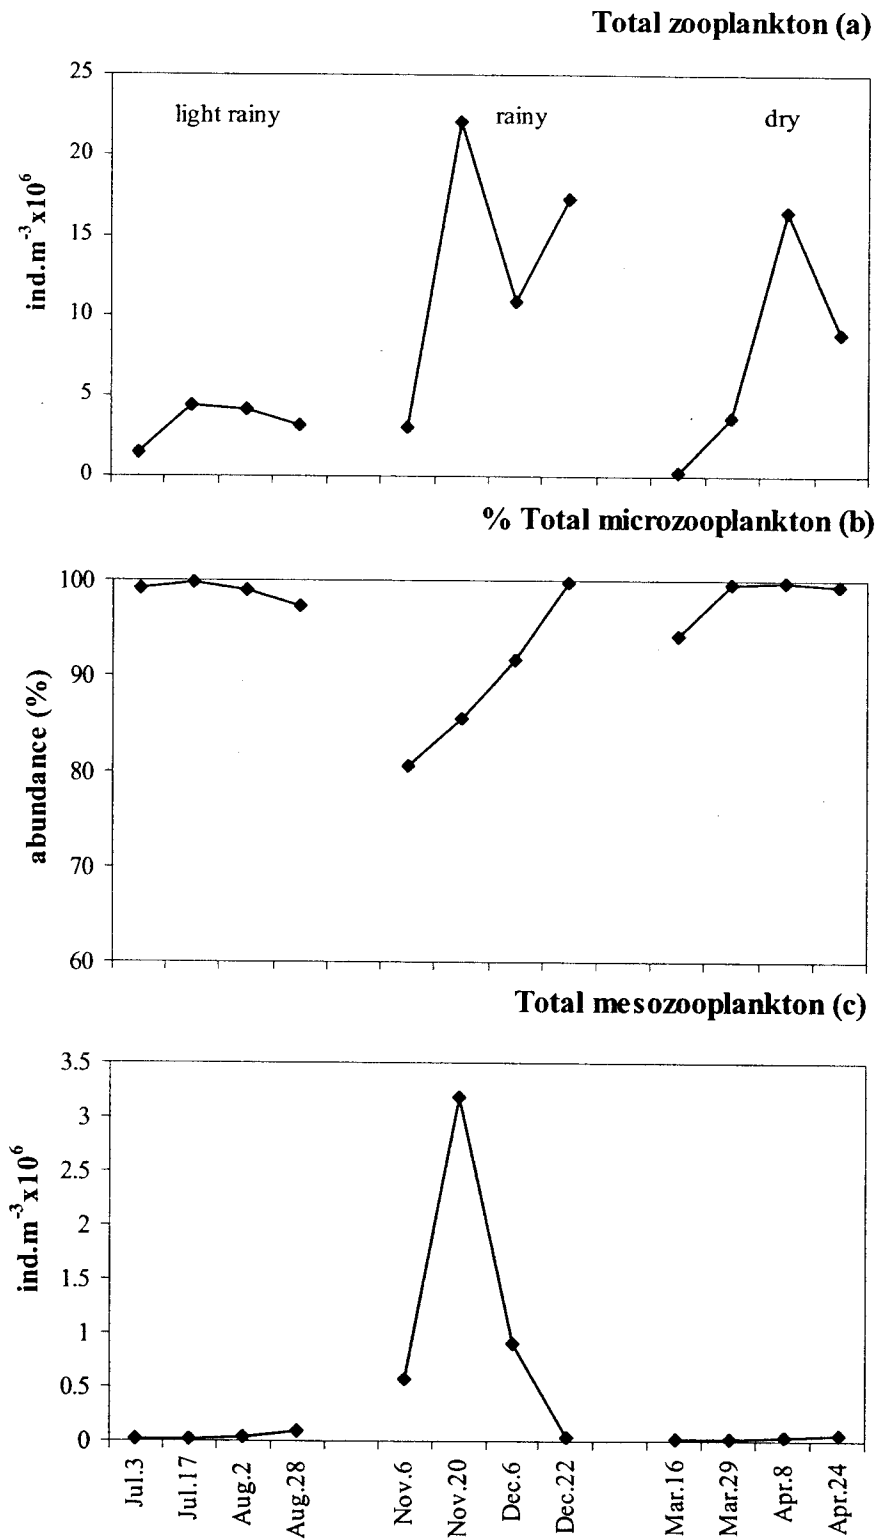 Total zooplankton (a)
25
20
15
10
5
0
ind.m⁻³x10⁶
light rainy
rainy
dry
% Total microzooplankton (b)
100
90
80
70
60
abundance (%)
Total mesozooplankton (c)
3.5
3
2.5
2
1.5
1
0.5
0
ind.m⁻³x10⁶
Jul.3
Jul.17
Aug.2
Aug.28
Nov.6
Nov.20
Dec.6
Dec.22
Mar.16
Mar.29
Apr.8
Apr.24